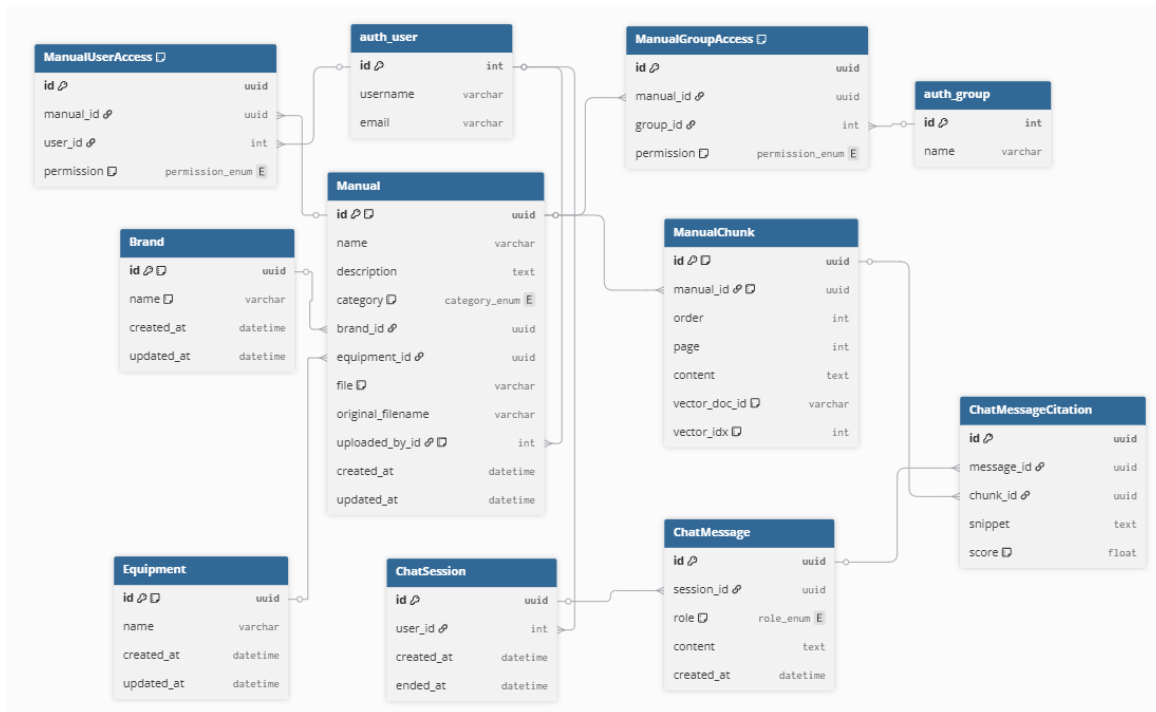 ManualUserAccess
id uuid
manual_id uuid
user_id int
permission permission_enum E
auth_user
id int
username varchar
email varchar
ManualGroupAccess
id uuid
manual_id uuid
group_id int
permission permission_enum E
auth_group
id int
name varchar
Brand
id uuid
name varchar
created_at datetime
updated_at datetime
Manual
id uuid
name varchar
description text
category category_enum E
brand_id uuid
equipment_id uuid
file varchar
original_filename varchar
uploaded_by_id int
created_at datetime
updated_at datetime
ManualChunk
id uuid
manual_id uuid
order int
page int
content text
vector_doc_id varchar
vector_idx int
ChatMessageCitation
id uuid
message_id uuid
chunk_id uuid
snippet text
score float
Equipment
id uuid
name varchar
created_at datetime
updated_at datetime
ChatSession
id uuid
user_id int
created_at datetime
ended_at datetime
ChatMessage
id uuid
session_id uuid
role role_enum E
content text
created_at datetime